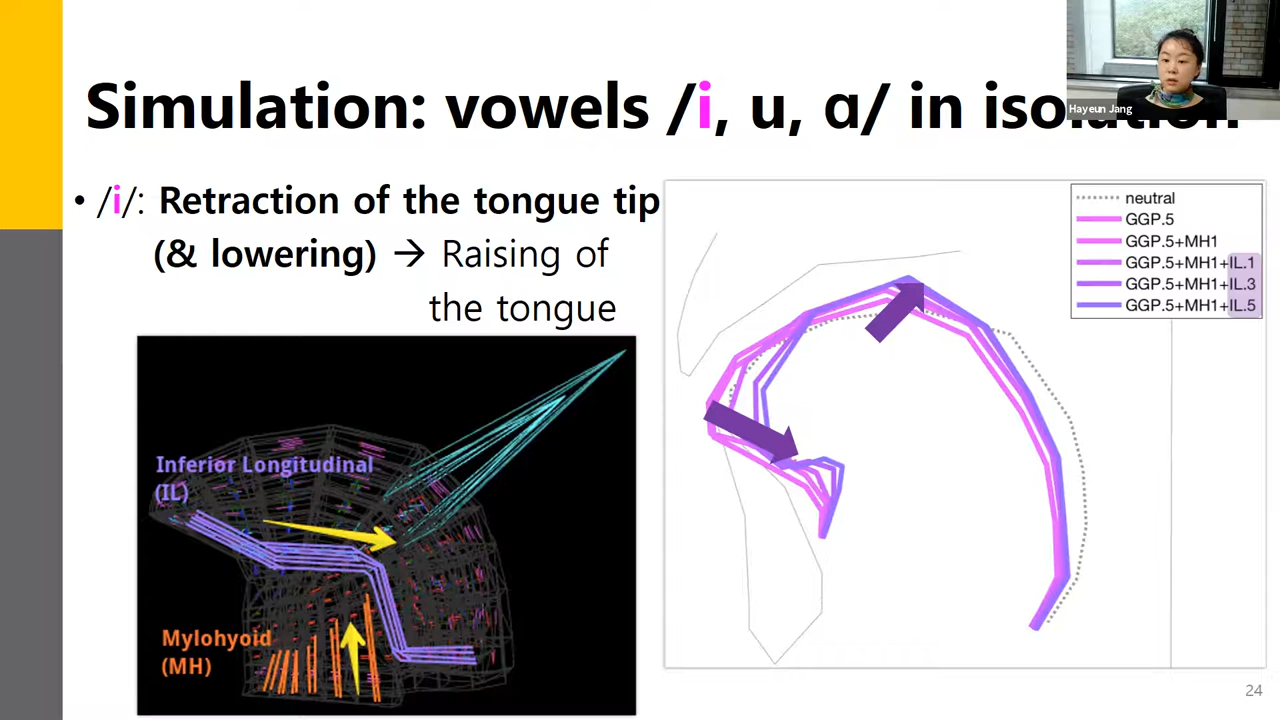 Simulation: vowels /i, u, ɑ/ in isolation
Hayeun Jang
• /i/: Retraction of the tongue tip
(& lowering) → Raising of
the tongue
neutral
GGP.5
GGP.5+MH1
GGP.5+MH1+IL.1
GGP.5+MH1+IL.3
GGP.5+MH1+IL.5
Inferior Longitudinal
(IL)
Mylohyoid
(MH)
24